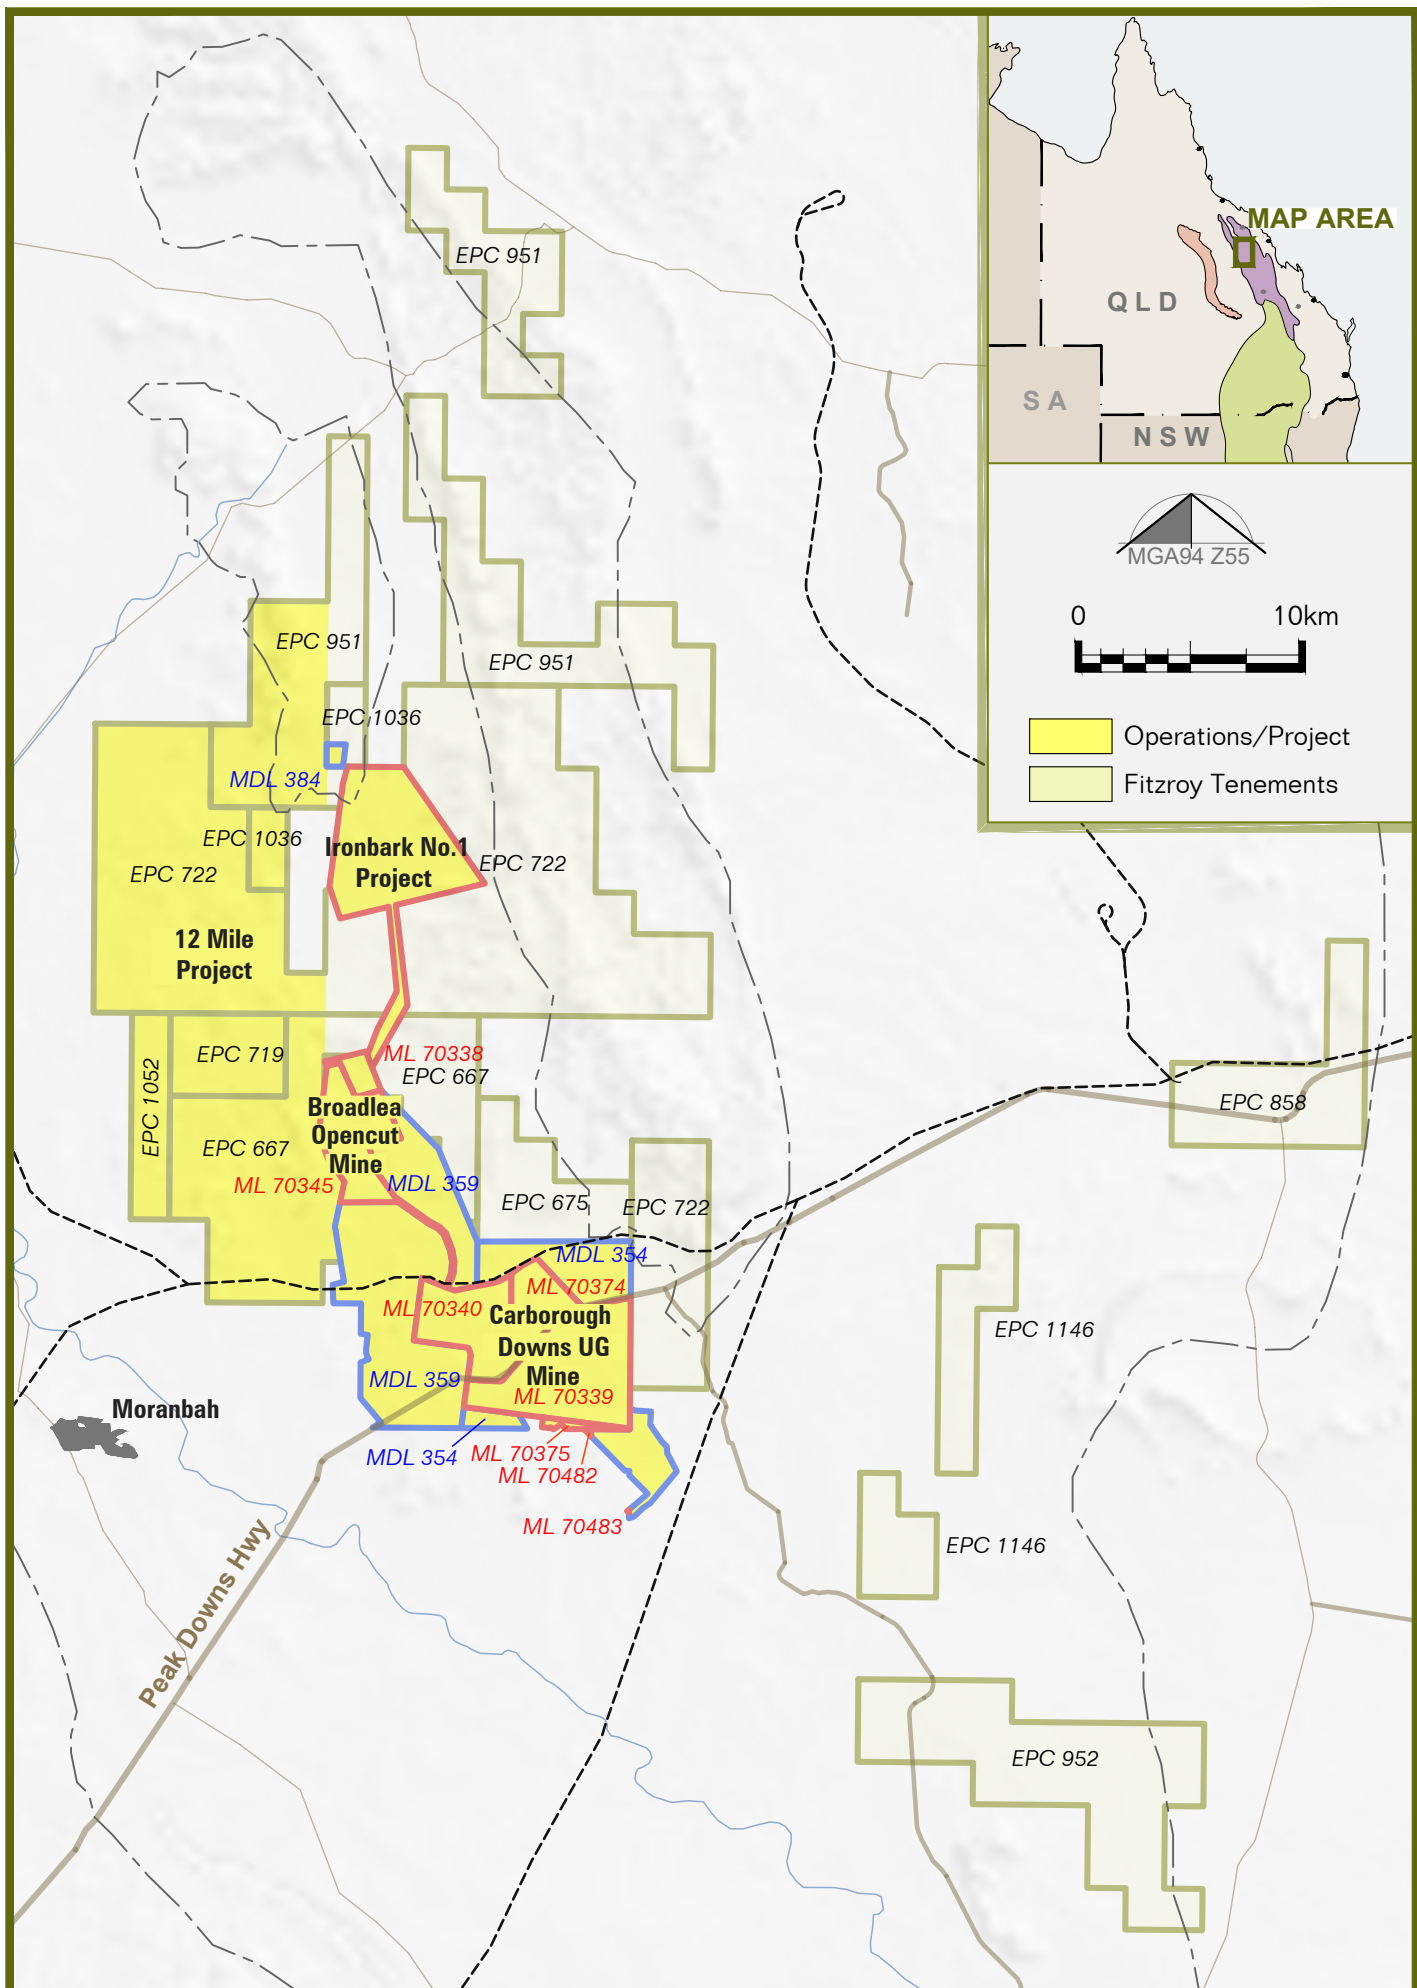 MAP AREA
QLD
SA
NSW
MGA94 Z55
0 10km
Operations/Project
Fitzroy Tenements
EPC 951
EPC 951
EPC 951
EPC 1036
MDL 384
EPC 1036
EPC 722
Ironbark No.1
Project
EPC 722
12 Mile
Project
EPC 719
EPC 1052
ML 70338
EPC 667
Broadlea
Opencut
Mine
EPC 667
ML 70345
MDL 359
EPC 675
EPC 722
EPC 858
MDL 354
ML 70374
ML 70340
Carborough
Downs UG
Mine
MDL 359
ML 70339
EPC 1146
Moranbah
MDL 354
ML 70375
ML 70482
ML 70483
EPC 1146
Peak Downs Hwy
EPC 952